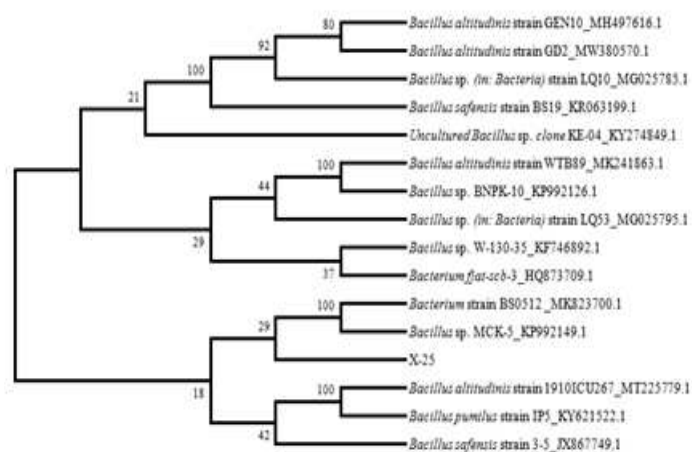 80
Bacillus altitudinis strain GEN10_MH497616.1
92
Bacillus altitudinis strain GD2_MW380570.1
100
Bacillus sp. (in: Bacteria) strain LQ10_MG025785.1
21
Bacillus safensis strain BS19_KR063199.1
Uncultured Bacillus sp. clone KE-04_KY274849.1
100
Bacillus altitudinis strain WTB89_MK241863.1
44
Bacillus sp. BNPK-10_KP992126.1
Bacillus sp. (in: Bacteria) strain LQ53_MG025795.1
29
Bacillus sp. W-130-35_KF746892.1
37
Bacterium fjat-scb-3_HQ873709.1
100
Bacterium strain BS0512_MK823700.1
29
Bacillus sp. MCK-5_KP992149.1
X-25
18
100
Bacillus altitudinis strain 1910ICU267_MT225779.1
Bacillus pumilus strain IP5_KY621522.1
42
Bacillus safensis strain 3-5_JX867749.1